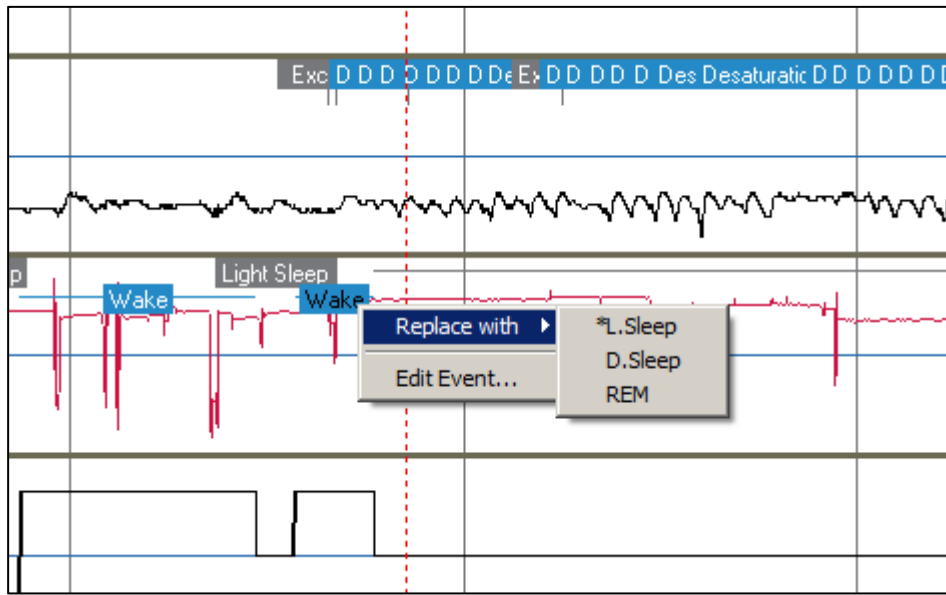 Exc D D D D D D D De Ex D D D D D Des Desaturatic D D D D D D
p Light Sleep
Wake Wake
Replace with *L.Sleep
D.Sleep
Edit Event...
REM